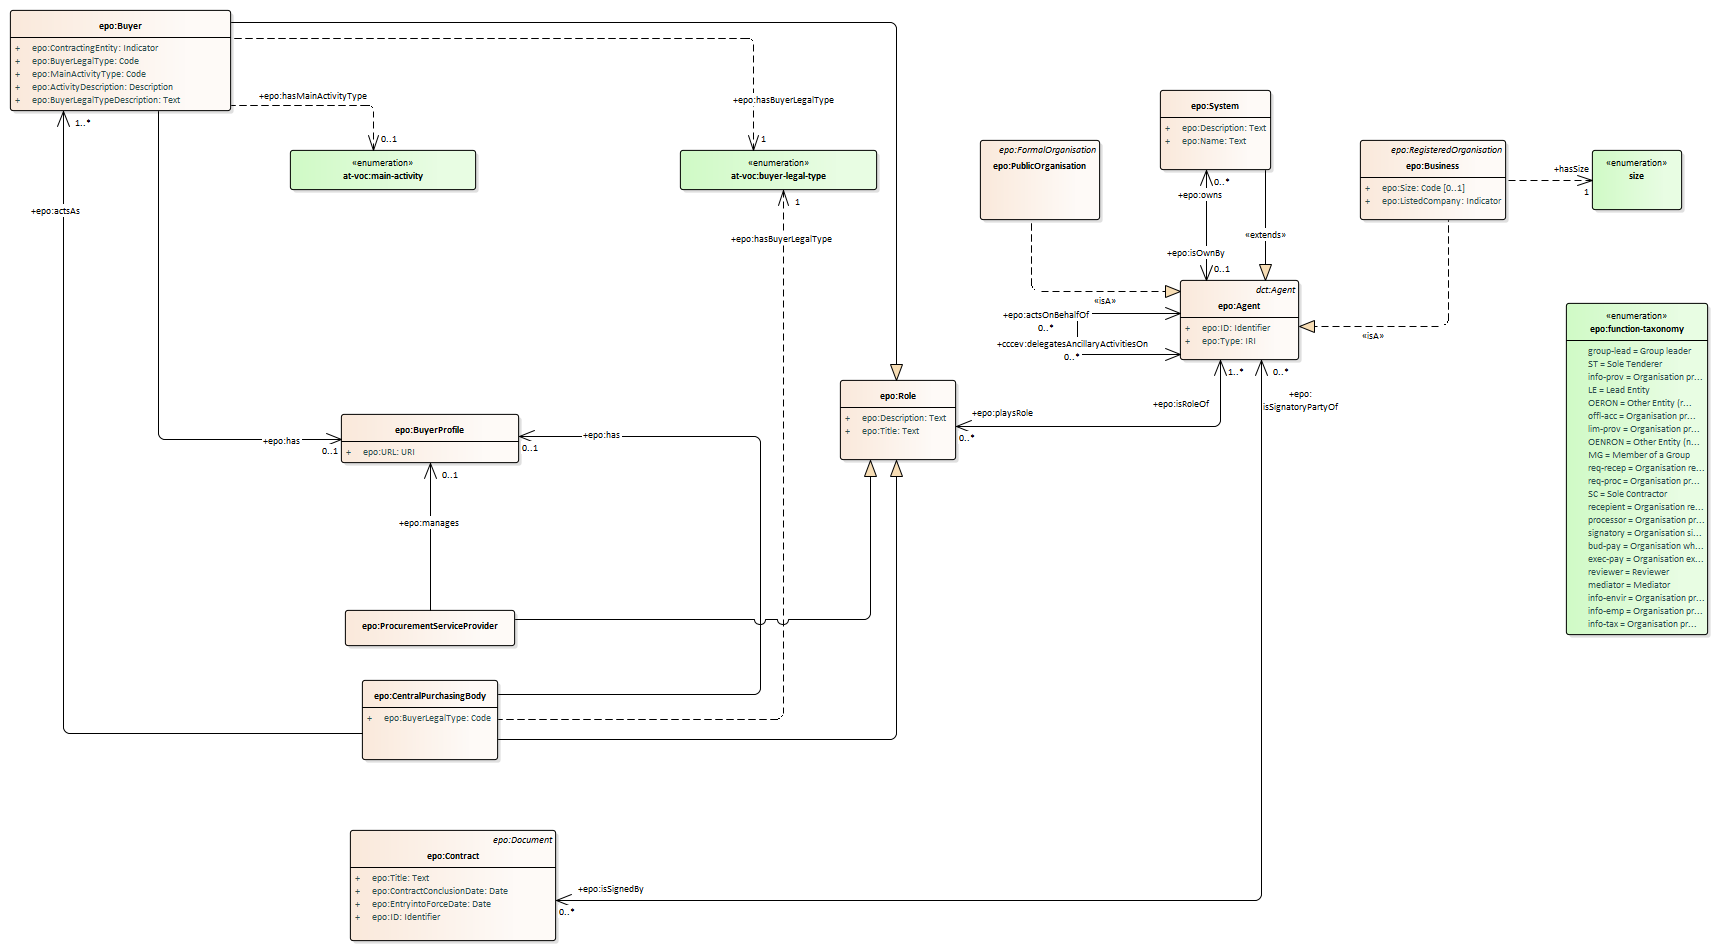 epo:Buyer
+ epo:ContractingEntity: Indicator
+ epo:BuyerLegalType: Code
+ epo:MainActivityType: Code
+ epo:ActivityDescription: Description
+ epo:BuyerLegalTypeDescription: Text
+epo:hasMainActivityType
0..1
1..*
«enumeration»
at-voc:main-activity
+epo:hasBuyerLegalType
1
«enumeration»
at-voc:buyer-legal-type
1
+epo:hasBuyerLegalType
+epo:actsAs
epo:System
+ epo:Description: Text
+ epo:Name: Text
epo:FormalOrganisation
epo:PublicOrganisation
epo:RegisteredOrganisation
epo:Business
+ epo:Size: Code [0..1]
+ epo:ListedCompany: Indicator
+hasSize
1
«enumeration»
size
0..*
+epo:owns
«extends»
+epo:isOwnBy
0..1
«isA»
dct:Agent
epo:Agent
+ epo:ID: Identifier
+ epo:Type: IRI
+epo:actsOnBehalfOf
0..*
+cccev:delegatesAncillaryActivitiesOn
0..*
«isA»
1..*
0..*
+epo:isRoleOf
+epo:
isSignatoryPartyOf
epo:Role
+ epo:Description: Text
+ epo:Title: Text
+epo:playsRole
0..*
epo:BuyerProfile
+ epo:URL: URI
+epo:has
0..1
+epo:has
0..1
0..1
+epo:manages
epo:ProcurementServiceProvider
epo:CentralPurchasingBody
+ epo:BuyerLegalType: Code
epo:Document
epo:Contract
+ epo:Title: Text
+ epo:ContractConclusionDate: Date
+ epo:EntryintoForceDate: Date
+ epo:ID: Identifier
+epo:isSignedBy
0..*
«enumeration»
epo:function-taxonomy
group-lead = Group leader
ST = Sole Tenderer
info-prov = Organisation pr...
LE = Lead Entity
OERON = Other Entity (r...
offl-acc = Organisation pr...
lim-prov = Organisation pr...
OENRON = Other Entity (n...
MG = Member of a Group
req-recep = Organisation re...
req-proc = Organisation pr...
SC = Sole Contractor
recepient = Organisation re...
processor = Organisation pr...
signatory = Organisation si...
bud-pay = Organisation wh...
exec-pay = Organisation ex...
reviewer = Reviewer
mediator = Mediator
info-envir = Organisation pr...
info-emp = Organisation pr...
info-tax = Organisation pr...